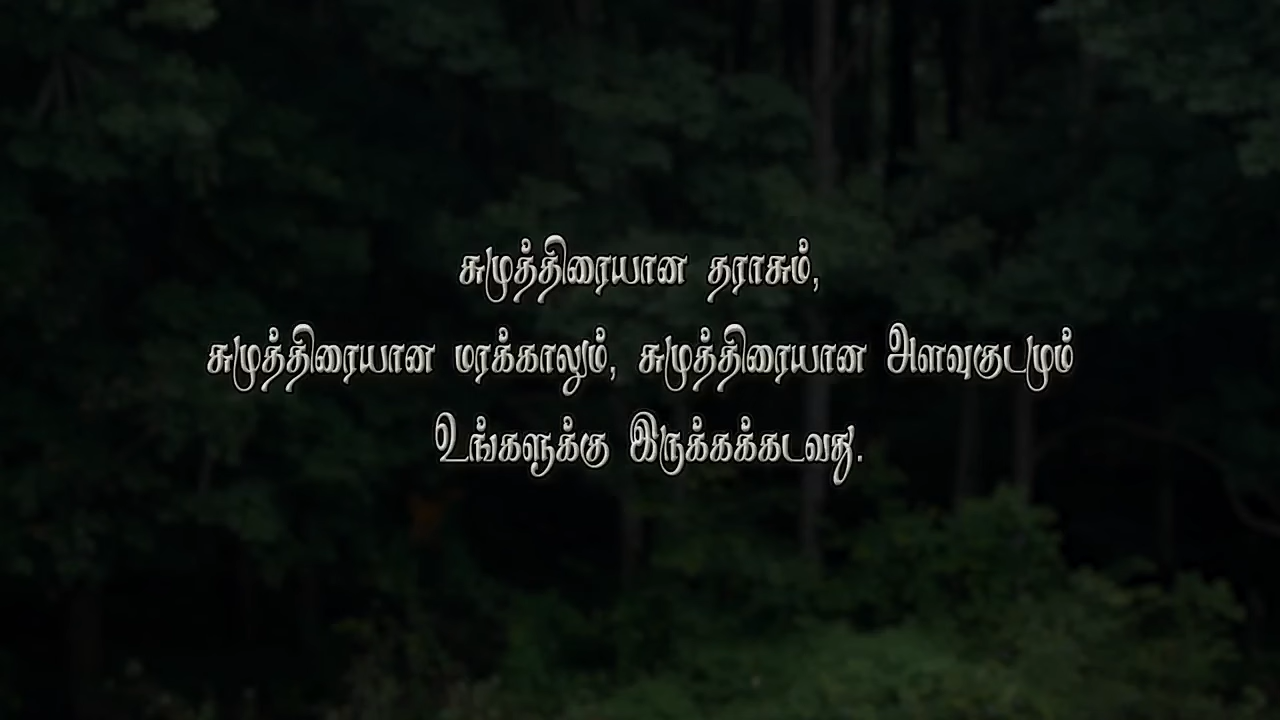 சுமுத்திரையான தராசும்,
சுமுத்திரையான மரக்காலும், சுமுத்திரையான அளவுகுடமும்
உங்களுக்கு இருக்கக்கடவது.